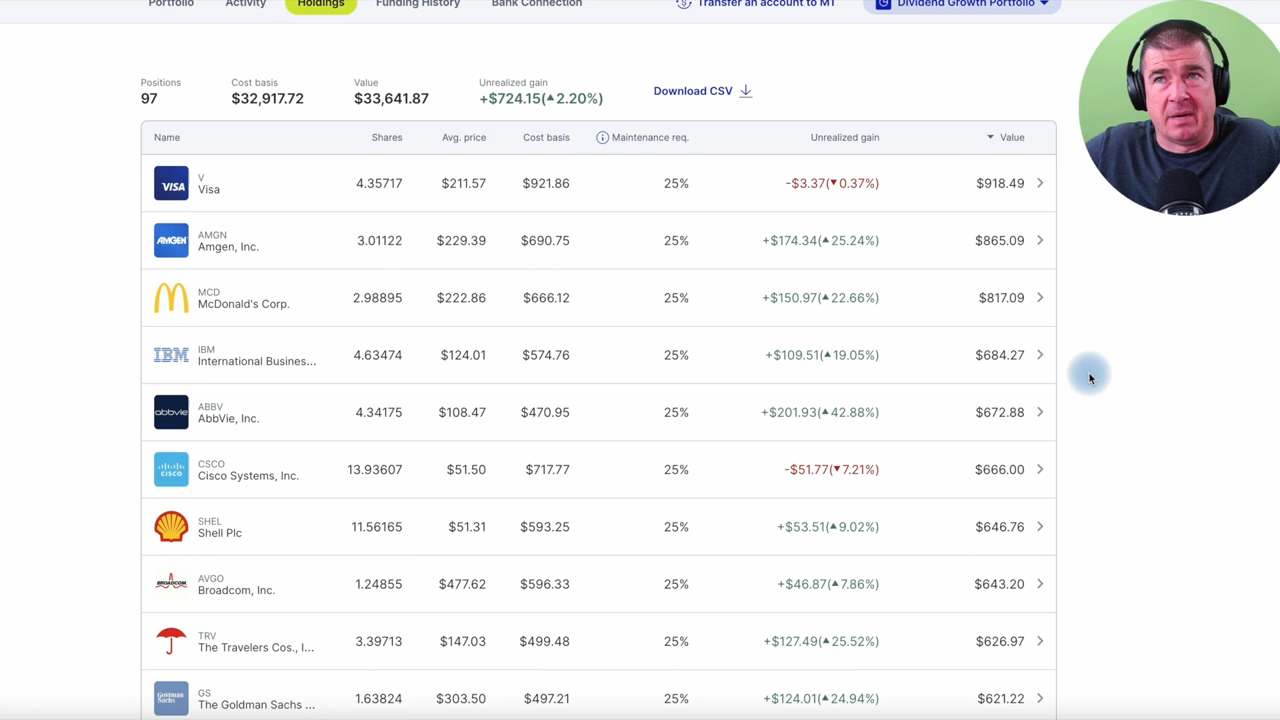 Portfolio Activity Holdings Funding History Bank Connection Transfer an account to M1 Dividend Growth Portfolio
Positions Cost basis Value Unrealized gain
97 $32,917.72 $33,641.87 +$724.15(▲2.20%) Download CSV
Name Shares Avg. price Cost basis Maintenance req. Unrealized gain Value
VISA V Visa 4.35717 $211.57 $921.86 25% -$3.37(▼0.37%) $918.49
AMGEN AMGN Amgen, Inc. 3.01122 $229.39 $690.75 25% +$174.34(▲25.24%) $865.09
MCD McDonald's Corp. 2.98895 $222.86 $666.12 25% +$150.97(▲22.66%) $817.09
IBM IBM International Busines... 4.63474 $124.01 $574.76 25% +$109.51(▲19.05%) $684.27
abbvie ABBV AbbVie, Inc. 4.34175 $108.47 $470.95 25% +$201.93(▲42.88%) $672.88
CISCO CSCO Cisco Systems, Inc. 13.93607 $51.50 $717.77 25% -$51.77(▼7.21%) $666.00
SHEL Shell Plc 11.56165 $51.31 $593.25 25% +$53.51(▲9.02%) $646.76
BROADCOM AVGO Broadcom, Inc. 1.24855 $477.62 $596.33 25% +$46.87(▲7.86%) $643.20
TRV The Travelers Cos., I... 3.39713 $147.03 $499.48 25% +$127.49(▲25.52%) $626.97
Goldman Sachs GS The Goldman Sachs ... 1.63824 $303.50 $497.21 25% +$124.01(▲24.94%) $621.22